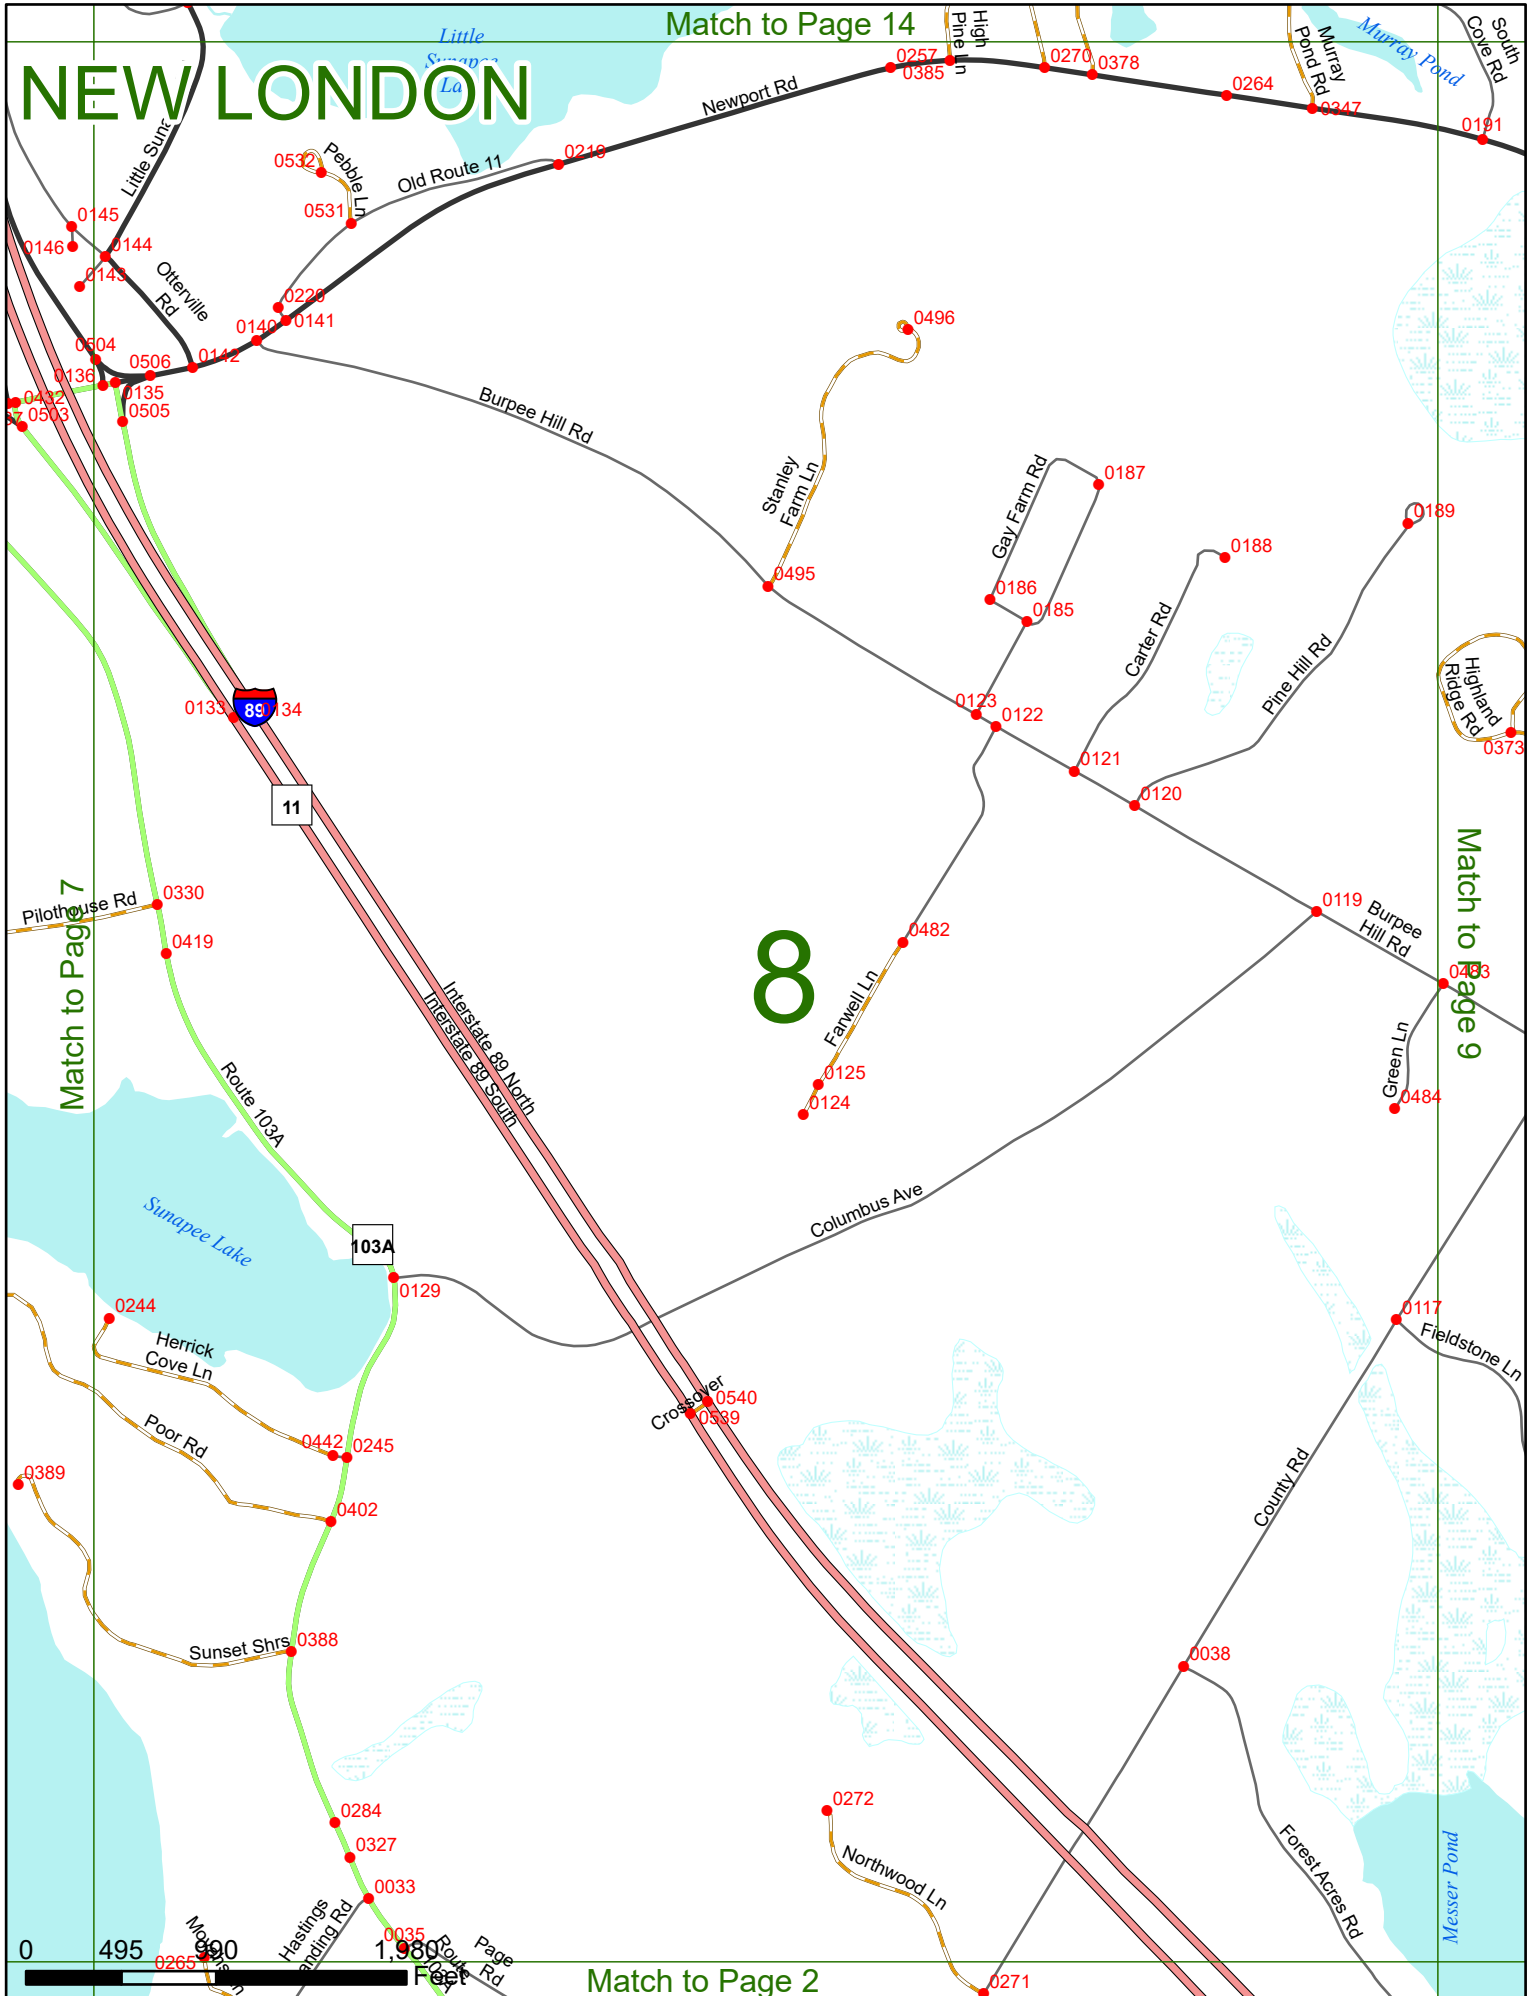 Match to Page 14
NEW LONDON
Little
Sunapee
La
High
Pine Ln
Murray
Pond Rd
Murray Pond
South
Cove Rd
0257
0385
0270
0378
0264
0347
0191
Newport Rd
Little Suna
0532
Pebble Ln
Old Route 11
0219
0531
0145
0146
0144
0143
Otterville
Rd
0220
0141
0140
0142
0504
0506
0136
0135
0432
0503
0505
0496
Burpee Hill Rd
Stanley
Farm Ln
0495
Gay Farm Rd
0187
0186
0185
0188
0189
Carter Rd
Pine Hill Rd
Highland
Ridge Rd
0373
0123
0122
0121
0120
0133
89
0134
11
Match to Page 7
Pilothouse Rd
0330
0419
0119
Burpee
Hill Rd
Match to Page 9
0483
0482
8
Farwell Ln
0125
0124
Green Ln
0484
Interstate 89 North
Interstate 89 South
Route 103A
Sunapee Lake
103A
0129
Columbus Ave
0244
Herrick
Cove Ln
0117
Fieldstone Ln
Crossover
0540
0539
Poor Rd
0442
0245
0389
0402
County Rd
Sunset Shrs
0388
0038
0284
0327
0033
0035
0272
Northwood Ln
Forest Acres Rd
Messer Pond
Hastings
anding Rd
Page
Rd
Route
103A
0265
0271
0
495
990
1,980
Feet
Match to Page 2